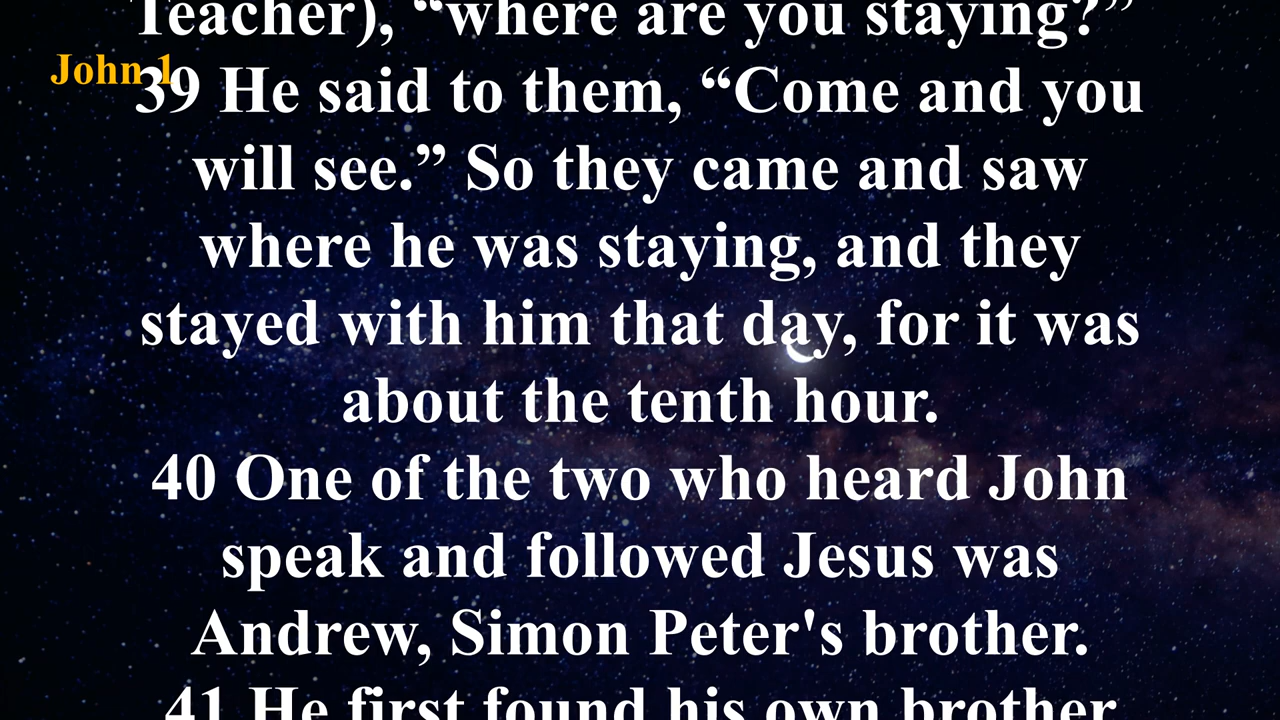 Teacher), “where are you staying?”
John 1
39 He said to them, “Come and you
will see.” So they came and saw
where he was staying, and they
stayed with him that day, for it was
about the tenth hour.
40 One of the two who heard John
speak and followed Jesus was
Andrew, Simon Peter's brother.
41 He first found his own brother